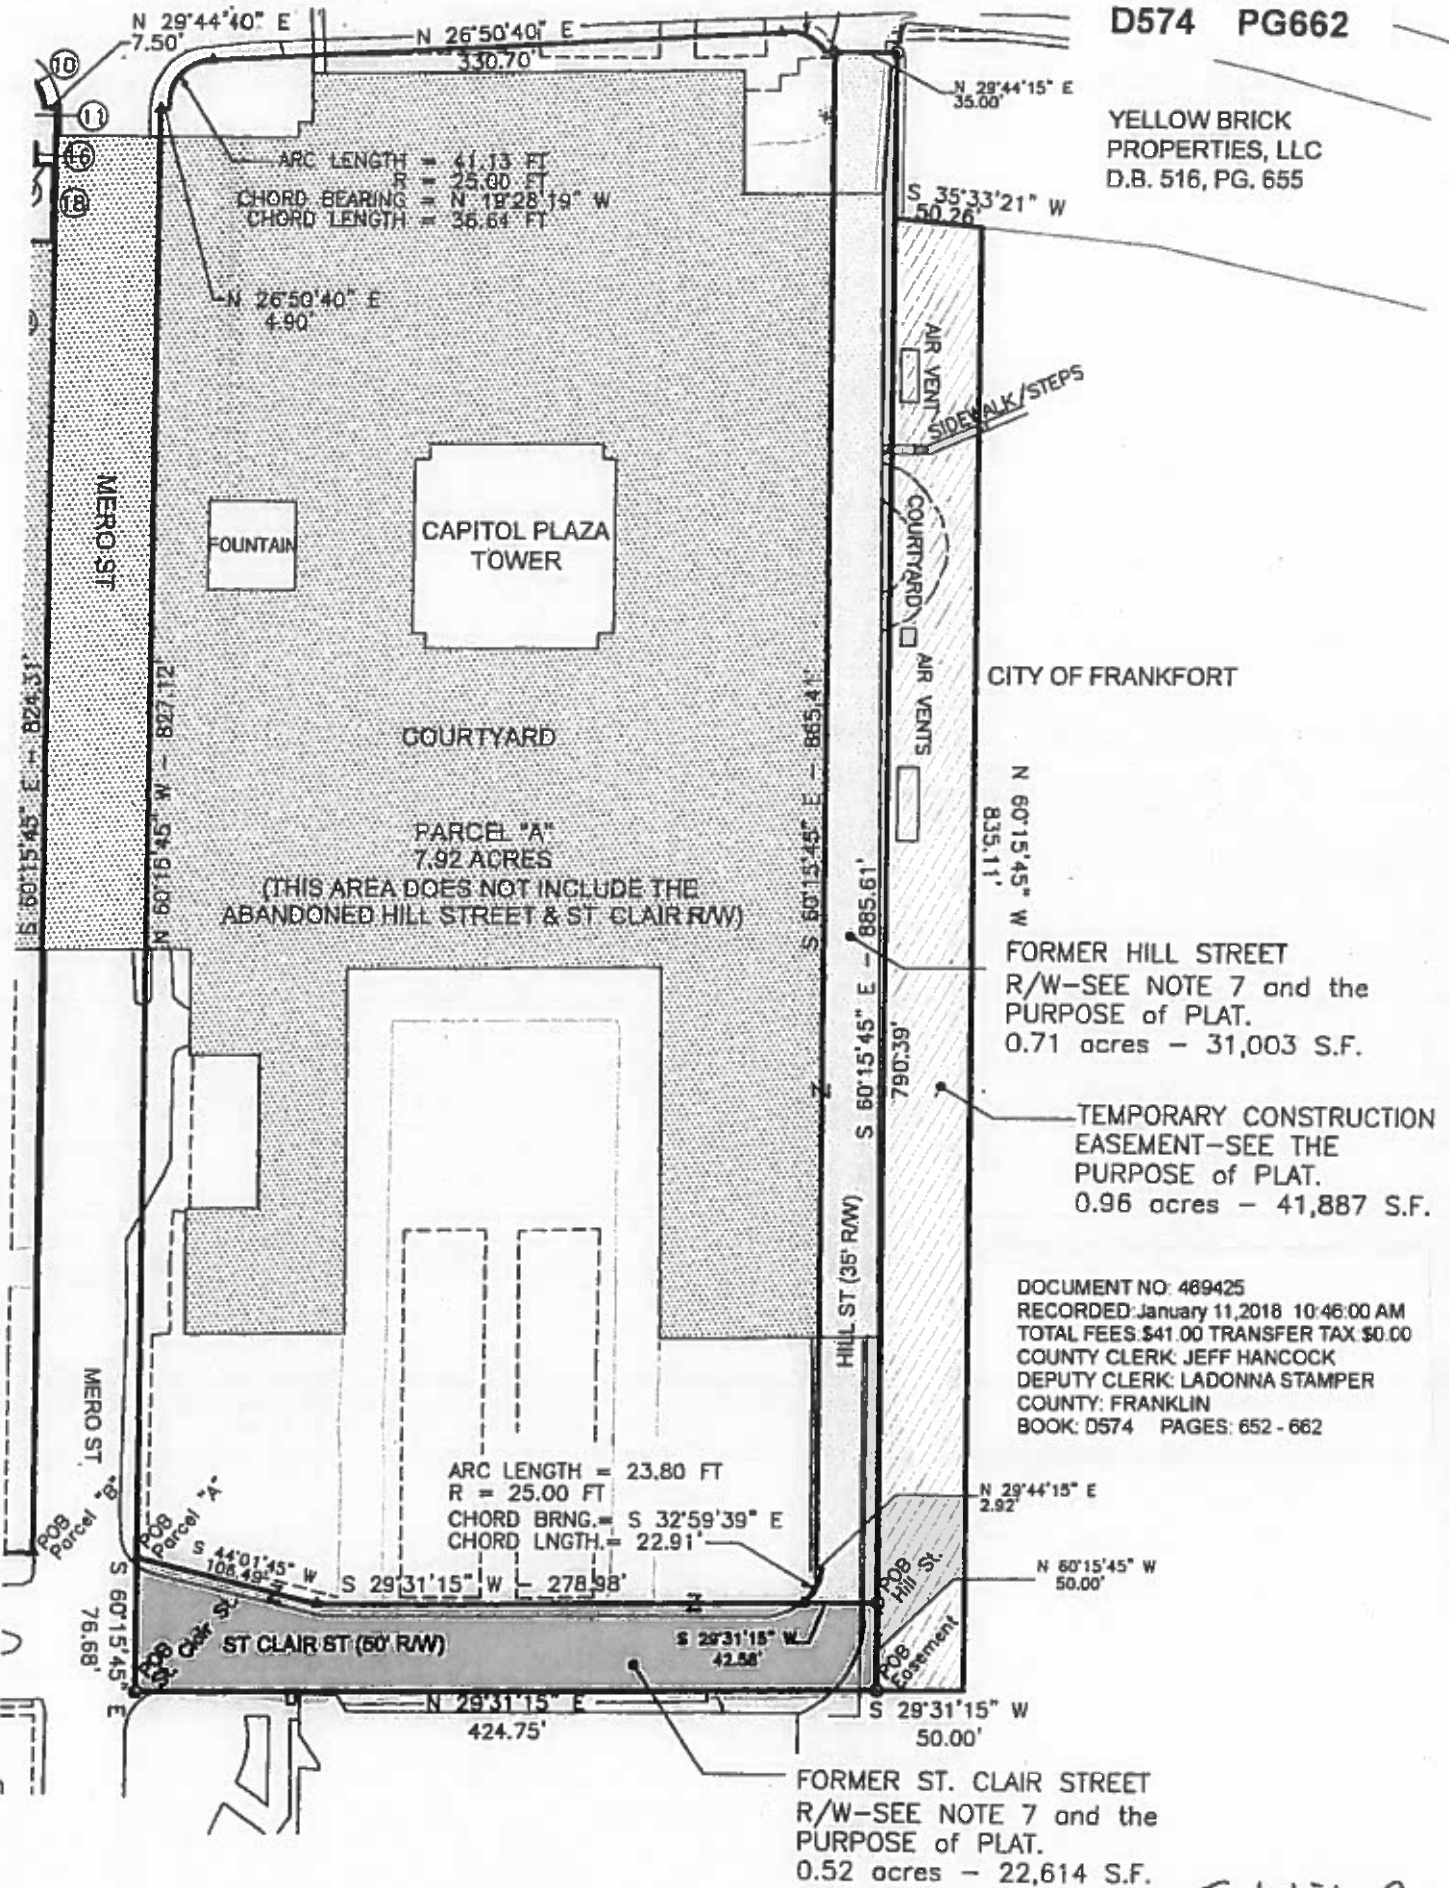 D574 PG662
N 29°44'40" E
7.50'
N 26°50'40" E
330.70'
N 29°44'15" E
35.00'
YELLOW BRICK
PROPERTIES, LLC
D.B. 516, PG. 655
10
11
16
18
ARC LENGTH = 41.13 FT
R = 25.00 FT
CHORD BEARING = N 19°28'19" W
CHORD LENGTH = 36.64 FT
S 35°33'21" W
50.26'
N 26°50'40" E
4.90'
AIR VENT
SIDEWALK/STEPS
MERO ST
FOUNTAIN
CAPITOL PLAZA
TOWER
COURTYARD
AIR VENTS
CITY OF FRANKFORT
S 60°15'45" E - 824.31'
N 60°15'45" W - 827.12'
COURTYARD
S 60°15'45" E - 865.41'
N 60°15'45" W
835.11'
PARCEL "A"
7.92 ACRES
(THIS AREA DOES NOT INCLUDE THE
ABANDONED HILL STREET & ST CLAIR R/W)
S 60°15'45" E - 885.61'
790.39'
FORMER HILL STREET
R/W-SEE NOTE 7 and the
PURPOSE of PLAT.
0.71 acres - 31,003 S.F.
TEMPORARY CONSTRUCTION
EASEMENT-SEE THE
PURPOSE of PLAT.
0.96 acres - 41,887 S.F.
HILL ST (35' R/W)
DOCUMENT NO: 469425
RECORDED: January 11, 2018 10:46:00 AM
TOTAL FEES: $41.00 TRANSFER TAX: $0.00
COUNTY CLERK: JEFF HANCOCK
DEPUTY CLERK: LADONNA STAMPER
COUNTY: FRANKLIN
BOOK: D574 PAGES: 652 - 662
MERO ST
ARC LENGTH = 23.80 FT
R = 25.00 FT
CHORD BRNG.= S 32°59'39" E
CHORD LNGTH.= 22.91'
N 29°44'15" E
2.92'
POB
Parcel "B"
POB
Parcel "A"
S 44°01'45" W
106.49'
S 29°31'15" W - 278.98'
POB
Hill St.
N 60°15'45" W
50.00'
S 60°15'45" E
76.68'
POB
St. Clair St.
ST CLAIR ST (50' R/W)
S 29°31'15" W
42.58'
POB
Easement
N 29°31'15" E
424.75'
S 29°31'15" W
50.00'
FORMER ST. CLAIR STREET
R/W-SEE NOTE 7 and the
PURPOSE of PLAT.
0.52 acres - 22,614 S.F.